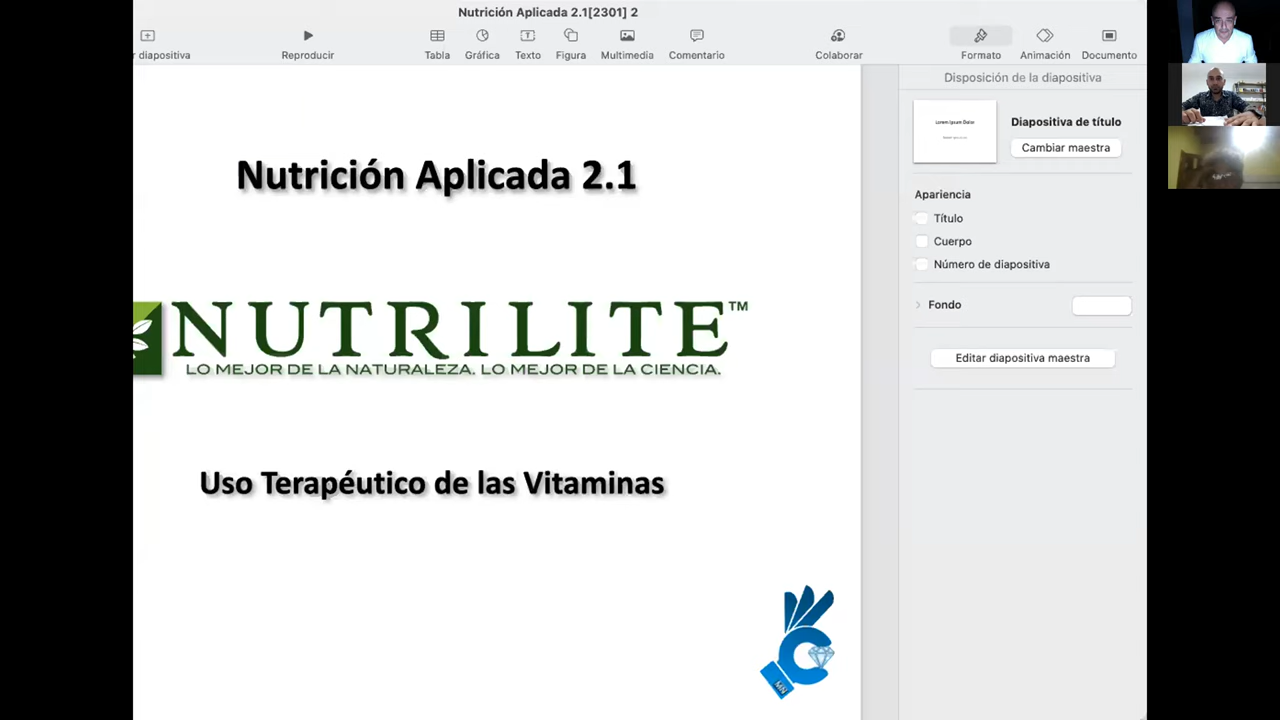 Nutrición Aplicada 2.1[2301] 2
r diapositiva
Reproducir
Tabla
Gráfica
Texto
Figura
Multimedia
Comentario
Colaborar
Formato
Animación
Documento
Nutrición Aplicada 2.1
NUTRILITE™
LO MEJOR DE LA NATURALEZA. LO MEJOR DE LA CIENCIA.
Uso Terapéutico de las Vitaminas
MN
Disposición de la diapositiva
Lorem Ipsum Dolor
Diapositiva de título
Cambiar maestra
Apariencia
Título
Cuerpo
Número de diapositiva
Fondo
Editar diapositiva maestra